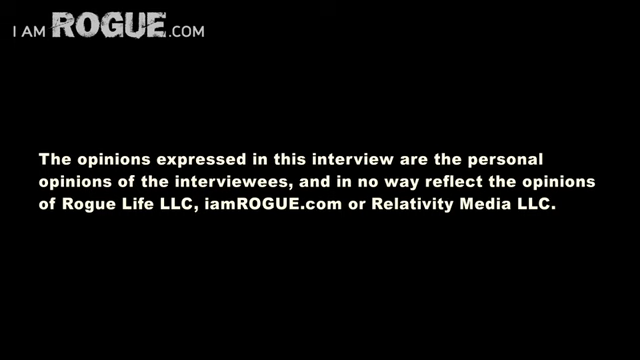 I AM ROGUE.COM
The opinions expressed in this interview are the personal
opinions of the interviewees, and in no way reflect the opinions
of Rogue Life LLC, iamROGUE.com or Relativity Media LLC.